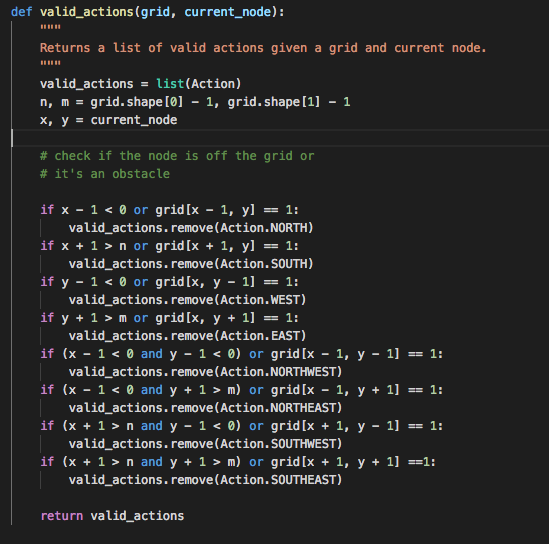 def valid_actions(grid, current_node):
    """
    Returns a list of valid actions given a grid and current node.
    """
    valid_actions = list(Action)
    n, m = grid.shape[0] - 1, grid.shape[1] - 1
    x, y = current_node

    # check if the node is off the grid or
    # it's an obstacle

    if x - 1 < 0 or grid[x - 1, y] == 1:
        valid_actions.remove(Action.NORTH)
    if x + 1 > n or grid[x + 1, y] == 1:
        valid_actions.remove(Action.SOUTH)
    if y - 1 < 0 or grid[x, y - 1] == 1:
        valid_actions.remove(Action.WEST)
    if y + 1 > m or grid[x, y + 1] == 1:
        valid_actions.remove(Action.EAST)
    if (x - 1 < 0 and y - 1 < 0) or grid[x - 1, y - 1] == 1:
        valid_actions.remove(Action.NORTHWEST)
    if (x - 1 < 0 and y + 1 > m) or grid[x - 1, y + 1] == 1:
        valid_actions.remove(Action.NORTHEAST)
    if (x + 1 > n and y - 1 < 0) or grid[x + 1, y - 1] == 1:
        valid_actions.remove(Action.SOUTHWEST)
    if (x + 1 > n and y + 1 > m) or grid[x + 1, y + 1] ==1:
        valid_actions.remove(Action.SOUTHEAST)

    return valid_actions